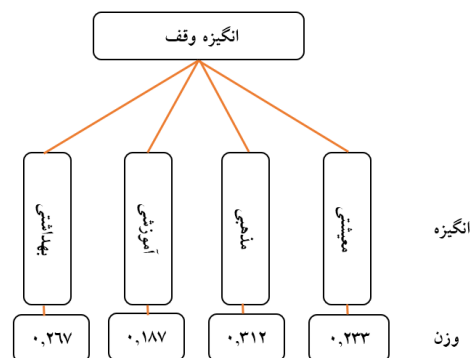 انگیزه وقف
انگیزه
معیشتی
مذهبی
آموزشی
بهداشتی
وزن
۰,۲۳۳
۰,۳۱۲
۰,۱۸۷
۰,۲۶۷